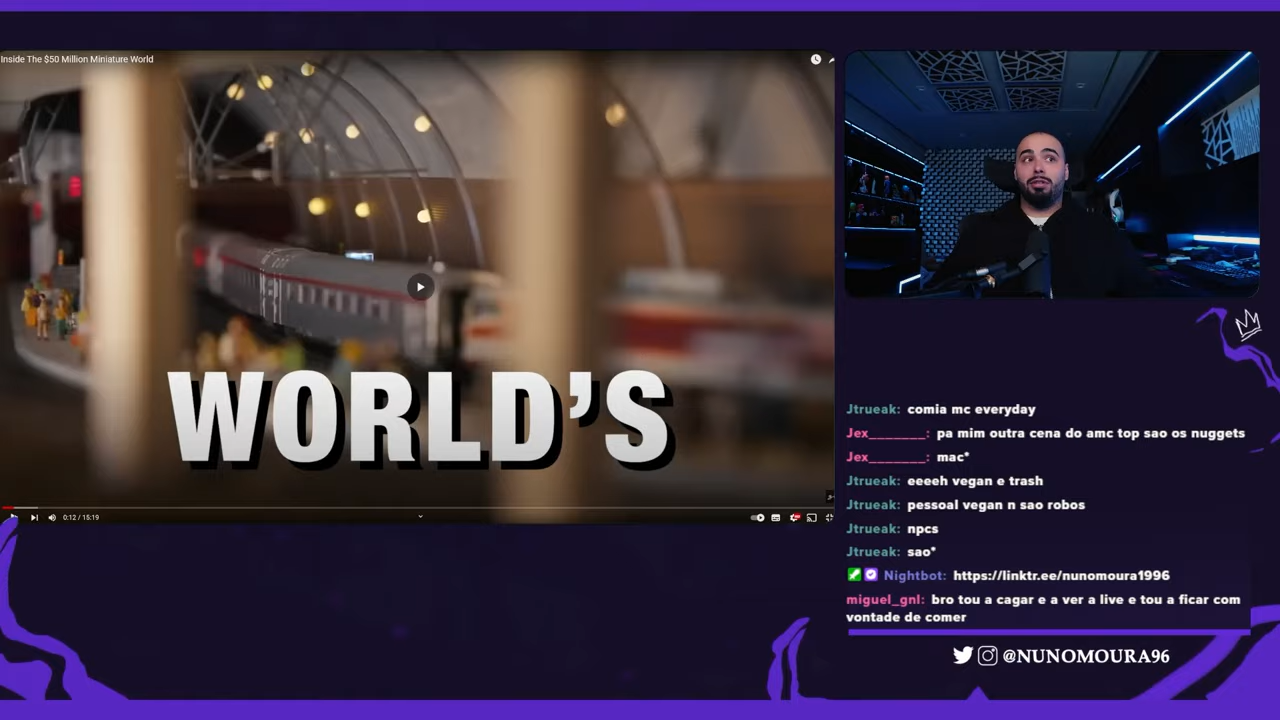 Inside The $50 Million Miniature World
WORLD'S
0:12 / 15:19
Jtrueak: comia mc everyday
Jex_______: pa mim outra cena do amc top sao os nuggets
Jex_______: mac*
Jtrueak: eeeeh vegan e trash
Jtrueak: pessoal vegan n sao robos
Jtrueak: npcs
Jtrueak: sao*
Nightbot: https://linktr.ee/nunomoura1996
miguel_gnl: bro tou a cagar e a ver a live e tou a ficar com
vontade de comer
@NUNOMOURA96